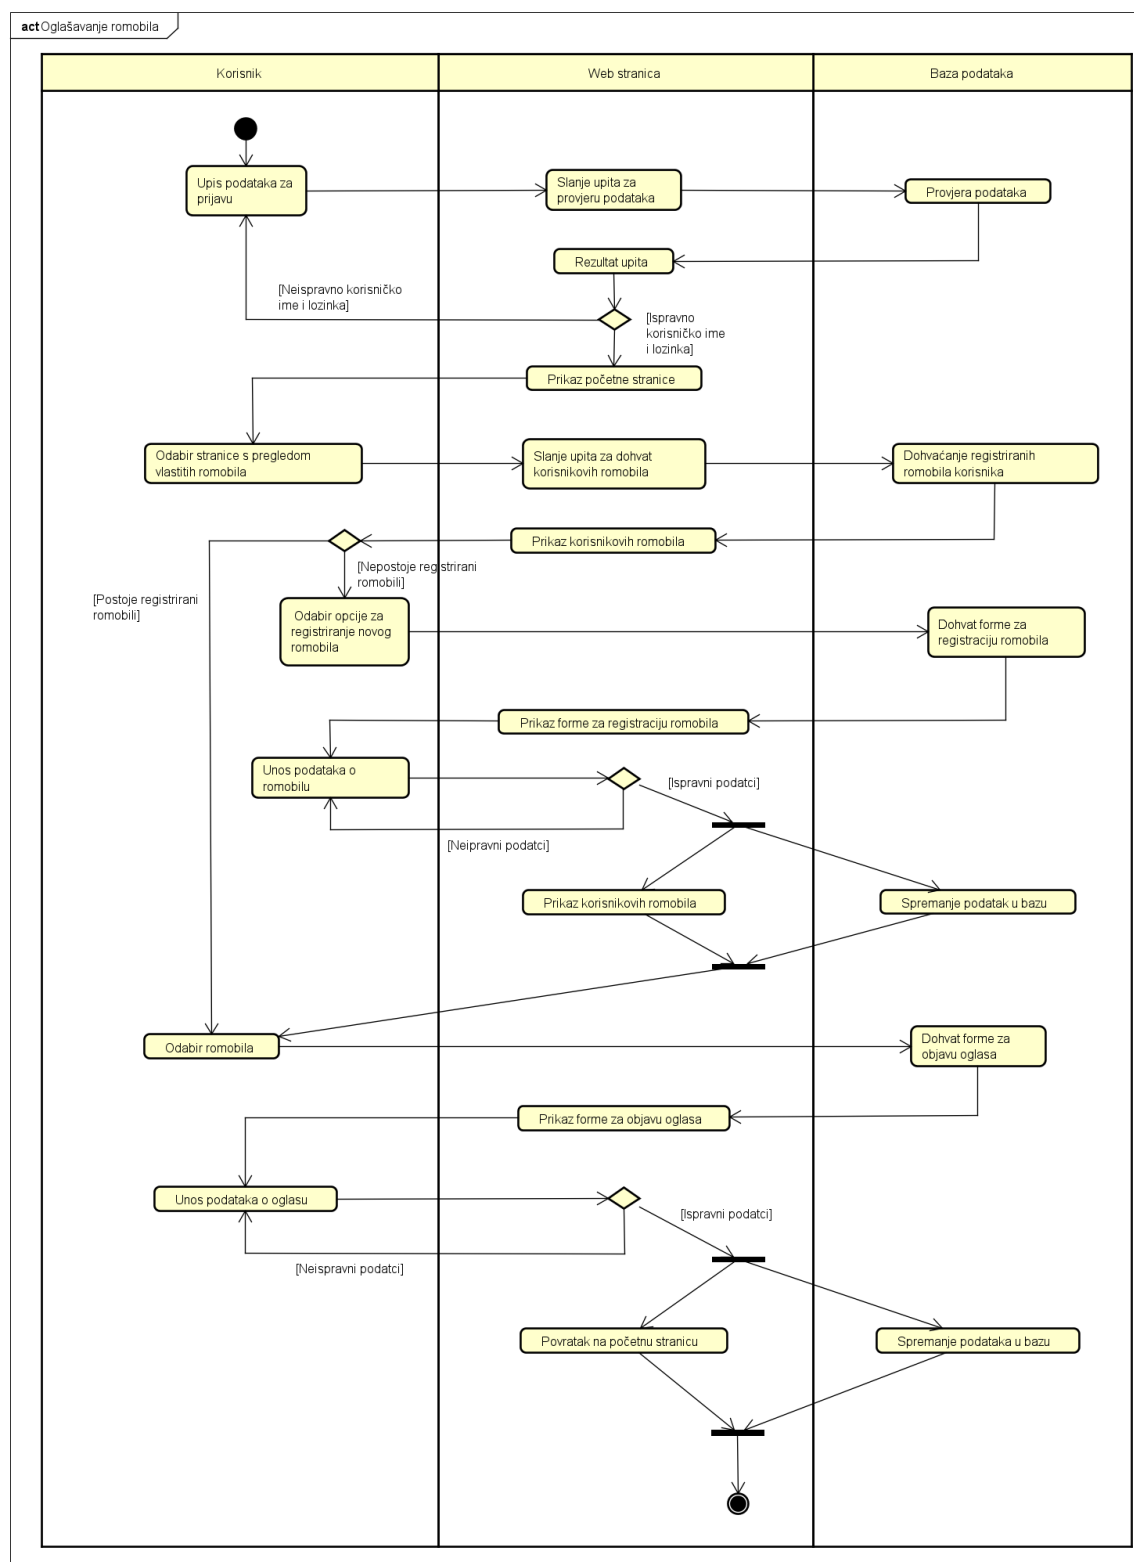 act Oglašavanje romobila
Korisnik
Web stranica
Baza podataka
Upis podataka za
prijavu
Slanje upita za
provjeru podataka
Provjera podataka
Rezultat upita
[Neispravno korisničko
ime i lozinka]
[Ispravno
korisničko ime
i lozinka]
Prikaz početne stranice
Odabir stranice s pregledom
vlastitih romobila
Slanje upita za dohvat
korisnikovih romobila
Dohvaćanje registriranih
romobila korisnika
Prikaz korisnikovih romobila
[Nepostoje registrirani
romobili]
[Postoje registrirani
romobili]
Odabir opcije za
registriranje novog
romobila
Dohvat forme za
registraciju romobila
Prikaz forme za registraciju romobila
Unos podataka o
romobilu
[Ispravni podatci]
[Neipravni podatci]
Prikaz korisnikovih romobila
Spremanje podatak u bazu
Odabir romobila
Dohvat forme za
objavu oglasa
Prikaz forme za objavu oglasa
Unos podataka o oglasu
[Ispravni podatci]
[Neispravni podatci]
Povratak na početnu stranicu
Spremanje podataka u bazu